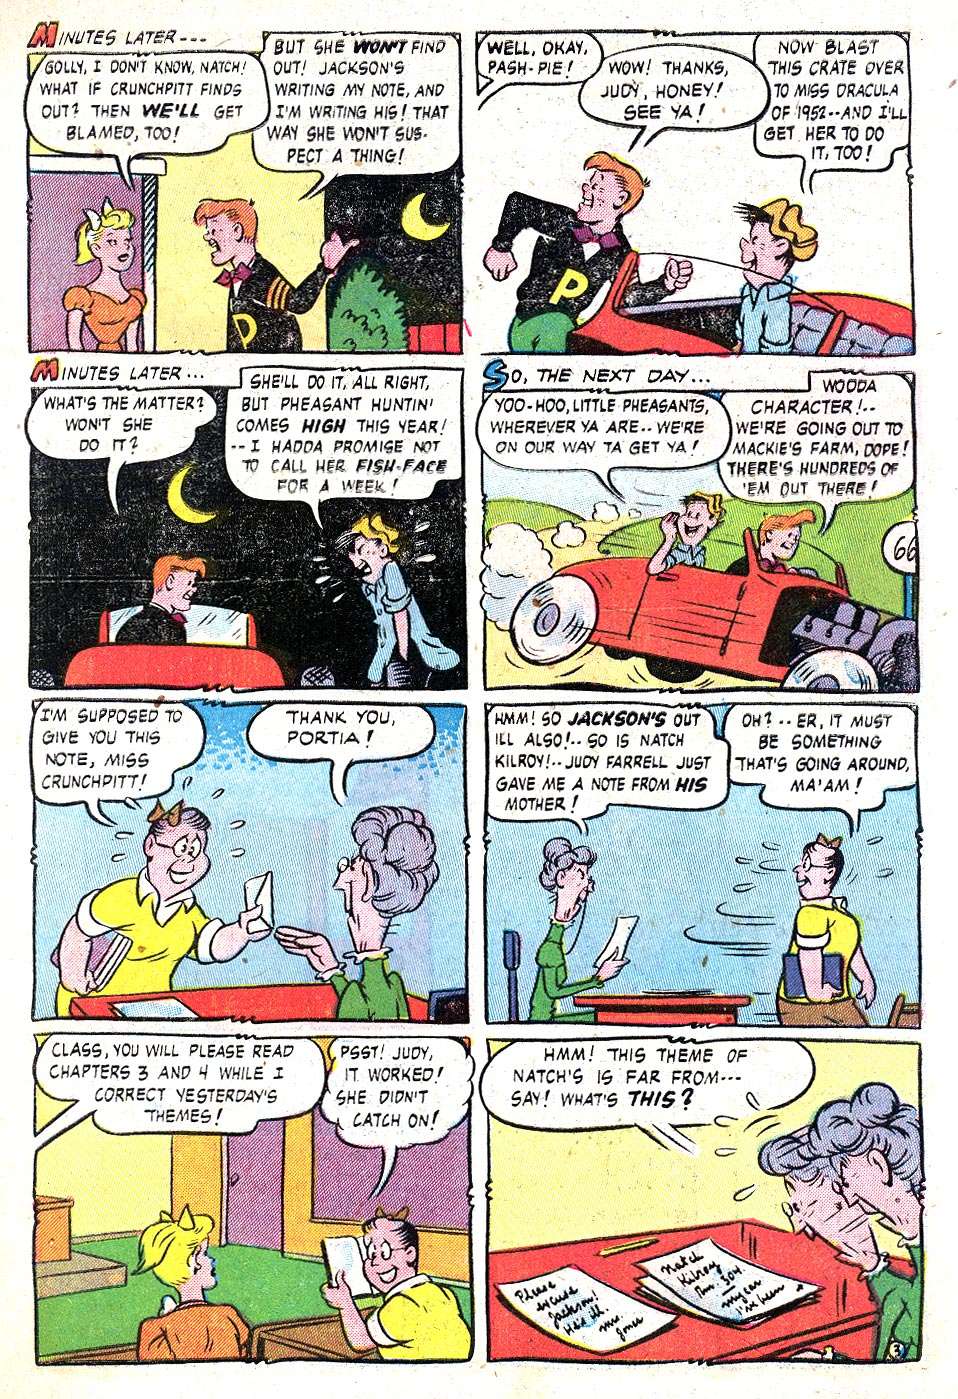 MINUTES LATER---
GOLLY, I DON'T KNOW, NATCH!
WHAT IF CRUNCHPITT FINDS
OUT? THEN WE'LL GET
BLAMED, TOO!
BUT SHE WON'T FIND
OUT! JACKSON'S
WRITING MY NOTE, AND
I'M WRITING HIS! THAT
WAY SHE WON'T SUS-
PECT A THING!
D
WELL, OKAY,
PASH-PIE!
WOW! THANKS,
JUDY, HONEY!
SEE YA!
NOW BLAST
THIS CRATE OVER
TO MISS DRACULA
OF 1952--AND I'LL
GET HER TO DO
IT, TOO!
P
MINUTES LATER...
WHAT'S THE MATTER?
WON'T SHE
DO IT?
SHE'LL DO IT, ALL RIGHT,
BUT PHEASANT HUNTIN'
COMES HIGH THIS YEAR!
--I HADDA PROMISE NOT
TO CALL HER FISH-FACE
FOR A WEEK!
SO, THE NEXT DAY...
YOO-HOO, LITTLE PHEASANTS,
WHEREVER YA ARE--WE'RE
ON OUR WAY TA GET YA!
WODDA
CHARACTER!--
WE'RE GOING OUT TO
MACKIE'S FARM, DOPE!
THERE'S HUNDREDS OF
'EM OUT THERE!
66
I'M SUPPOSED TO
GIVE YOU THIS
NOTE, MISS
CRUNCHPITT!
THANK YOU,
PORTIA!
HMM! SO JACKSON'S OUT
ILL ALSO!--SO IS NATCH
KILROY!--JUDY FARRELL JUST
GAVE ME A NOTE FROM HIS
MOTHER!
OH?--ER, IT MUST
BE SOMETHING
THAT'S GOING AROUND,
MA'AM!
CLASS, YOU WILL PLEASE READ
CHAPTERS 3 AND 4 WHILE I
CORRECT YESTERDAY'S
THEMES!
PSST! JUDY,
IT WORKED!
SHE DIDN'T
CATCH ON!
HMM! THIS THEME OF
NATCH'S IS FAR FROM---
SAY! WHAT'S THIS?
Please
excuse
Jackson!
He's ill.
Mrs.
Jones
Natch
Kilroy
Rm. 304
My
I've been
3